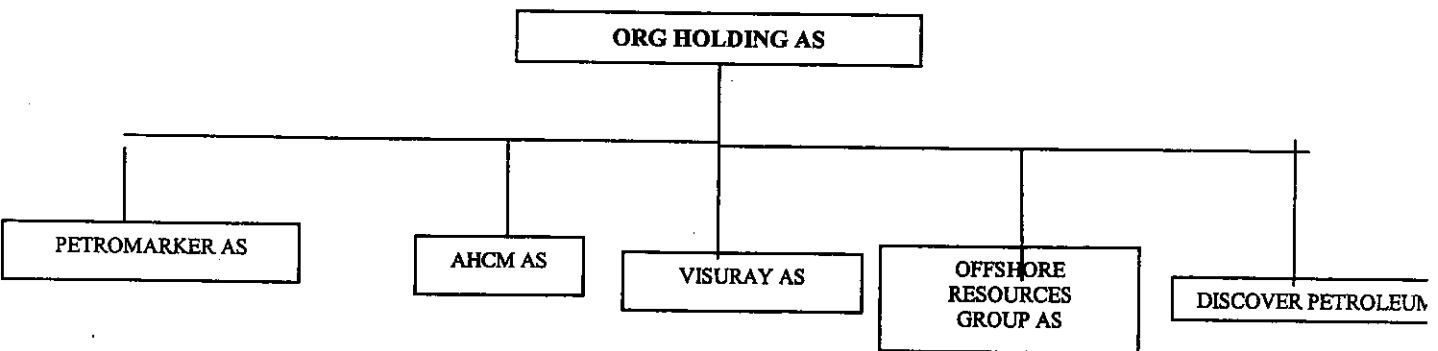 ORG HOLDING AS
PETROMARKER AS
AHCM AS
VISURAY AS
OFFSHORE
RESOURCES
GROUP AS
DISCOVER PETROLEUM